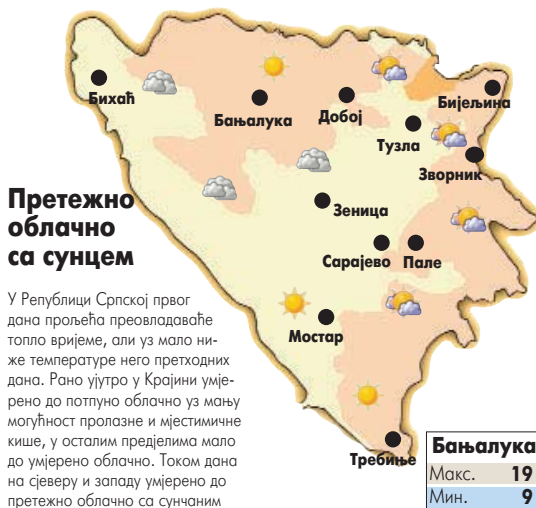 Бихаћ
Бањалука
Добој
Бијељина
Тузла
Зворник
Зеница
Сарајево
Пале
Мостар
Требиње
Претежно
облачно
са сунцем
У Републици Српској првог
дана прољећа преовладаваће
топло вријеме, али уз мало ни-
же температуре него претходних
дана. Рано ујутро у Крајини умје-
рено до потпуно облачно уз мању
могућност пролазне и мјестимичне
кише, у осталим предјелима мало
до умјерено облачно. Током дана
на сјеверу и западу умјерено до
претежно облачно са сунчаним
Бањалука
Макс. 19
Мин. 9